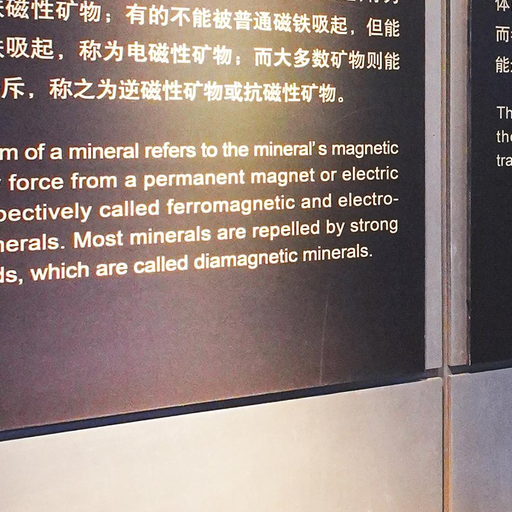 铁磁性矿物；有的不能被普通磁铁吸起，但能
吸起，称为电磁性矿物；而大多数矿物则能
斥，称之为逆磁性矿物或抗磁性矿物。
m of a mineral refers to the mineral's magnetic
force from a permanent magnet or electric
pectively called ferromagnetic and electro-
nerals. Most minerals are repelled by strong
ds, which are called diamagnetic minerals.
体
而
能
Th
the
tra